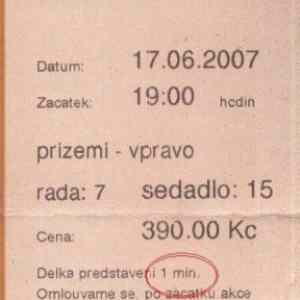 Datum: 17.06.2007
Zacatek: 19:00 hodin
prizemi - vpravo
rada: 7 sedadlo: 15
Cena: 390.00 Kc
Delka predstaveni 1 min.
Omlouvame se, po zacatku akce